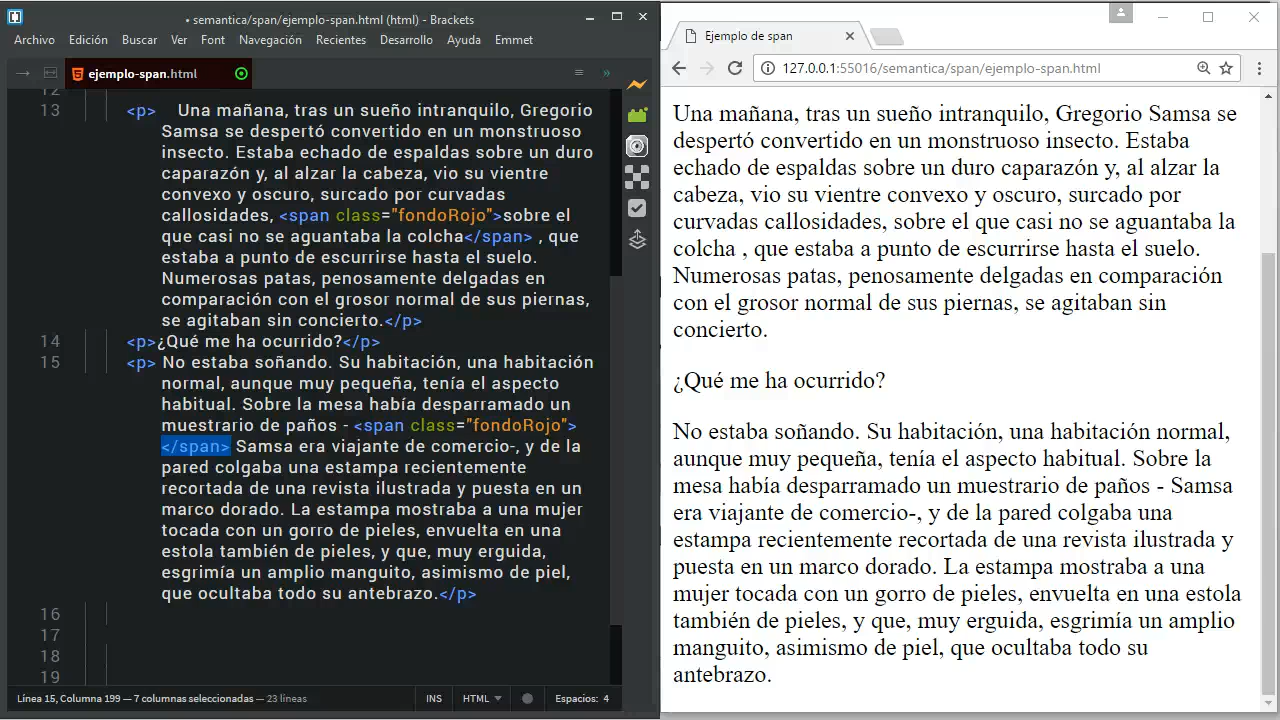 • semantica/span/ejemplo-span.html (html) - Brackets
Archivo Edición Buscar Ver Font Navegación Recientes Desarrollo Ayuda Emmet
ejemplo-span.html
12
13 <p> Una mañana, tras un sueño intranquilo, Gregorio
Samsa se despertó convertido en un monstruoso
insecto. Estaba echado de espaldas sobre un duro
caparazón y, al alzar la cabeza, vio su vientre
convexo y oscuro, surcado por curvadas
callosidades, <span class="fondoRojo">sobre el
que casi no se aguantaba la colcha</span> , que
estaba a punto de escurrirse hasta el suelo.
Numerosas patas, penosamente delgadas en
comparación con el grosor normal de sus piernas,
se agitaban sin concierto.</p>
14 <p>¿Qué me ha ocurrido?</p>
15 <p> No estaba soñando. Su habitación, una habitación
normal, aunque muy pequeña, tenía el aspecto
habitual. Sobre la mesa había desparramado un
muestrario de paños - <span class="fondoRojo">
</span> Samsa era viajante de comercio-, y de la
pared colgaba una estampa recientemente
recortada de una revista ilustrada y puesta en un
marco dorado. La estampa mostraba a una mujer
tocada con un gorro de pieles, envuelta en una
estola también de pieles, y que, muy erguida,
esgrimía un amplio manguito, asimismo de piel,
que ocultaba todo su antebrazo.</p>
16
17
18
19
Línea 15, Columna 199 — 7 columnas seleccionadas — 23 líneas INS HTML Espacios: 4
Ejemplo de span
127.0.0.1:55016/semantica/span/ejemplo-span.html
Una mañana, tras un sueño intranquilo, Gregorio Samsa se
despertó convertido en un monstruoso insecto. Estaba
echado de espaldas sobre un duro caparazón y, al alzar la
cabeza, vio su vientre convexo y oscuro, surcado por
curvadas callosidades, sobre el que casi no se aguantaba la
colcha , que estaba a punto de escurrirse hasta el suelo.
Numerosas patas, penosamente delgadas en comparación
con el grosor normal de sus piernas, se agitaban sin
concierto.
¿Qué me ha ocurrido?
No estaba soñando. Su habitación, una habitación normal,
aunque muy pequeña, tenía el aspecto habitual. Sobre la
mesa había desparramado un muestrario de paños - Samsa
era viajante de comercio-, y de la pared colgaba una
estampa recientemente recortada de una revista ilustrada y
puesta en un marco dorado. La estampa mostraba a una
mujer tocada con un gorro de pieles, envuelta en una estola
también de pieles, y que, muy erguida, esgrimía un amplio
manguito, asimismo de piel, que ocultaba todo su
antebrazo.